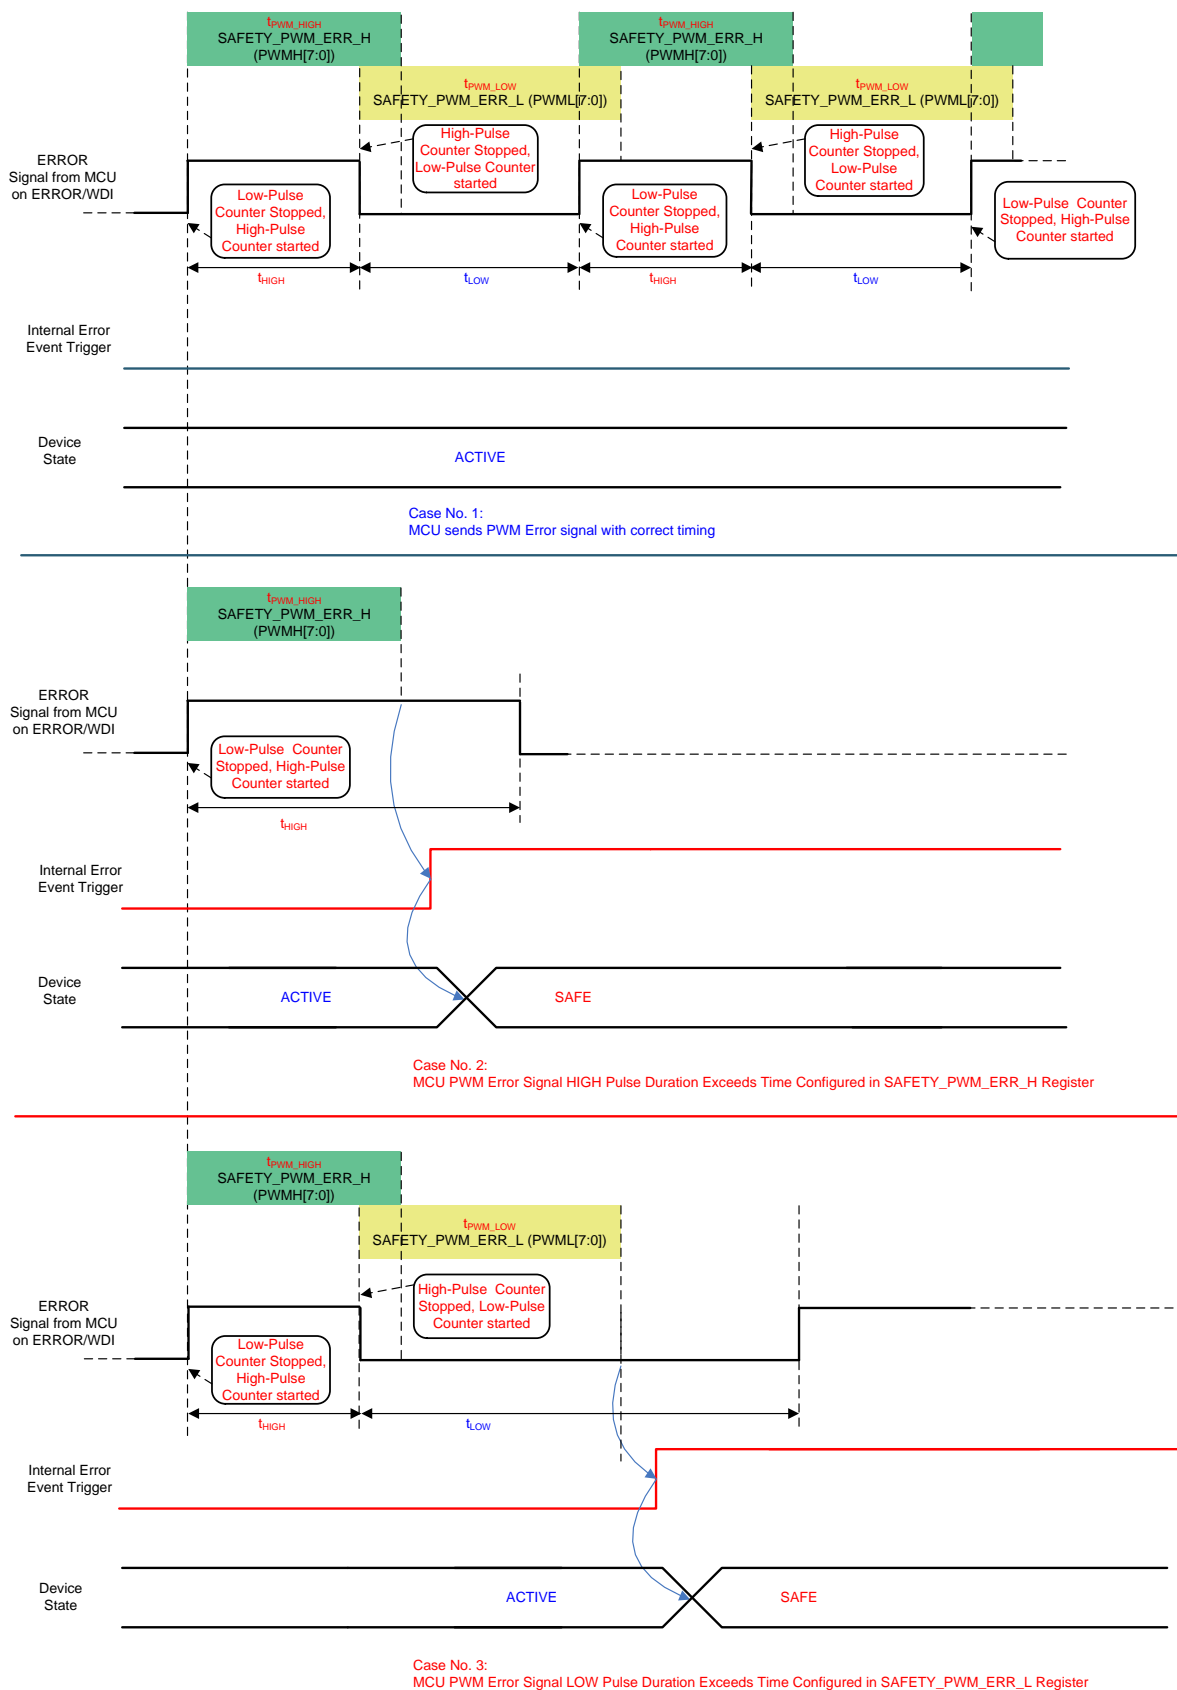 tPWM_HIGH
SAFETY_PWM_ERR_H
(PWMH[7:0])
tPWM_HIGH
SAFETY_PWM_ERR_H
(PWMH[7:0])
tPWM_LOW
SAFETY_PWM_ERR_L (PWML[7:0])
tPWM_LOW
SAFETY_PWM_ERR_L (PWML[7:0])
High-Pulse
Counter Stopped,
Low-Pulse Counter
started
High-Pulse
Counter Stopped,
Low-Pulse
Counter started
ERROR
Signal from MCU
on ERROR/WDI
Low-Pulse
Counter Stopped,
High-Pulse
Counter started
Low-Pulse
Counter Stopped,
High-Pulse
Counter started
Low-Pulse Counter
Stopped, High-Pulse
Counter started
tHIGH
tLOW
tHIGH
tLOW
Internal Error
Event Trigger
Device
State
ACTIVE
Case No. 1:
MCU sends PWM Error signal with correct timing
tPWM_HIGH
SAFETY_PWM_ERR_H
(PWMH[7:0])
ERROR
Signal from MCU
on ERROR/WDI
Low-Pulse Counter
Stopped, High-Pulse
Counter started
tHIGH
Internal Error
Event Trigger
Device
State
ACTIVE
SAFE
Case No. 2:
MCU PWM Error Signal HIGH Pulse Duration Exceeds Time Configured in SAFETY_PWM_ERR_H Register
tPWM_HIGH
SAFETY_PWM_ERR_H
(PWMH[7:0])
tPWM_LOW
SAFETY_PWM_ERR_L (PWML[7:0])
High-Pulse Counter
Stopped, Low-Pulse
Counter started
ERROR
Signal from MCU
on ERROR/WDI
Low-Pulse
Counter Stopped,
High-Pulse
Counter started
tHIGH
tLOW
Internal Error
Event Trigger
Device
State
ACTIVE
SAFE
Case No. 3:
MCU PWM Error Signal LOW Pulse Duration Exceeds Time Configured in SAFETY_PWM_ERR_L Register